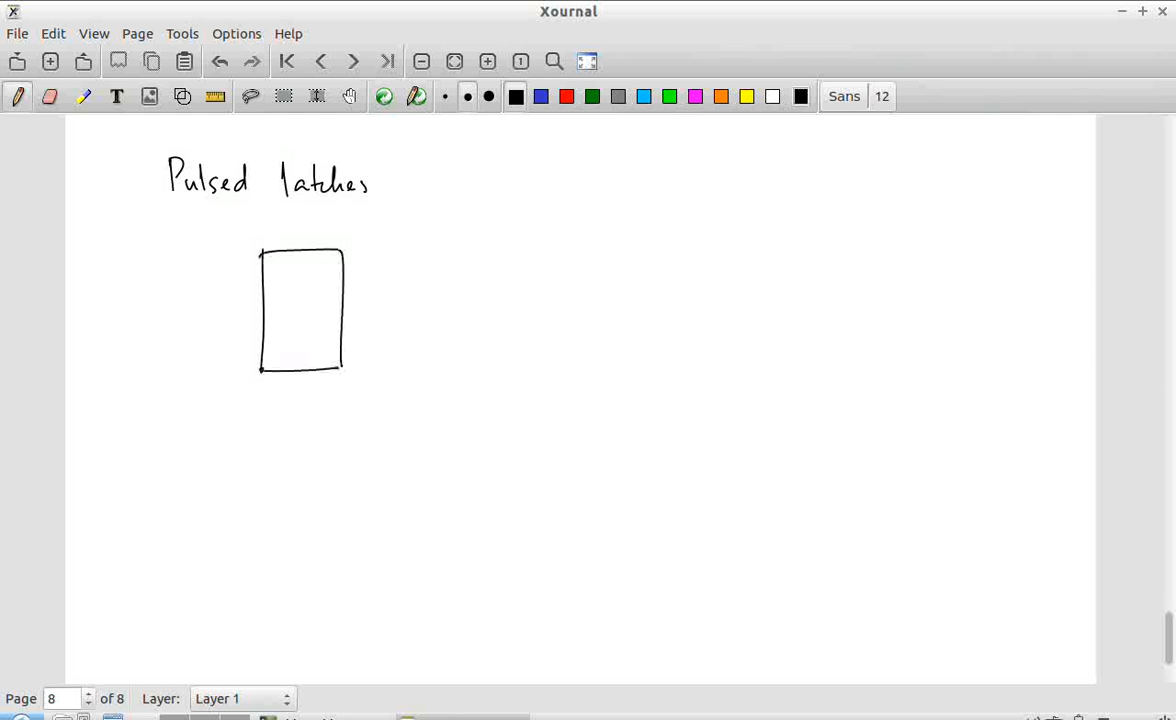 Xournal
File Edit View Page Tools Options Help
T 1 Sans 12
Pulsed latches
Page 8 of 8 Layer: Layer 1